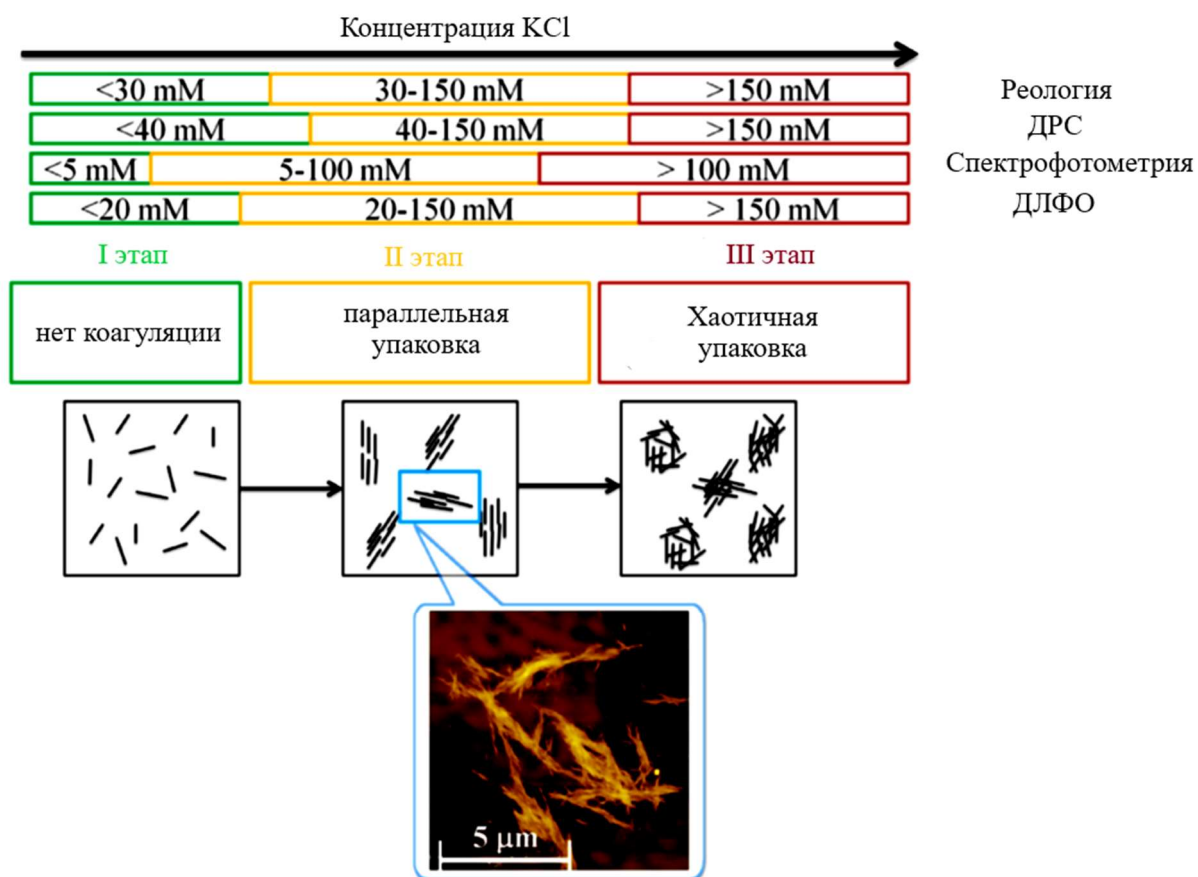 Концентрация KCl
<30 mM 30-150 mM >150 mM Реология
<40 mM 40-150 mM >150 mM ДРС
<5 mM 5-100 mM > 100 mM Спектрофотометрия
<20 mM 20-150 mM > 150 mM ДЛФО
I этап II этап III этап
нет коагуляции
параллельная
упаковка
Хаотичная
упаковка
5 μm